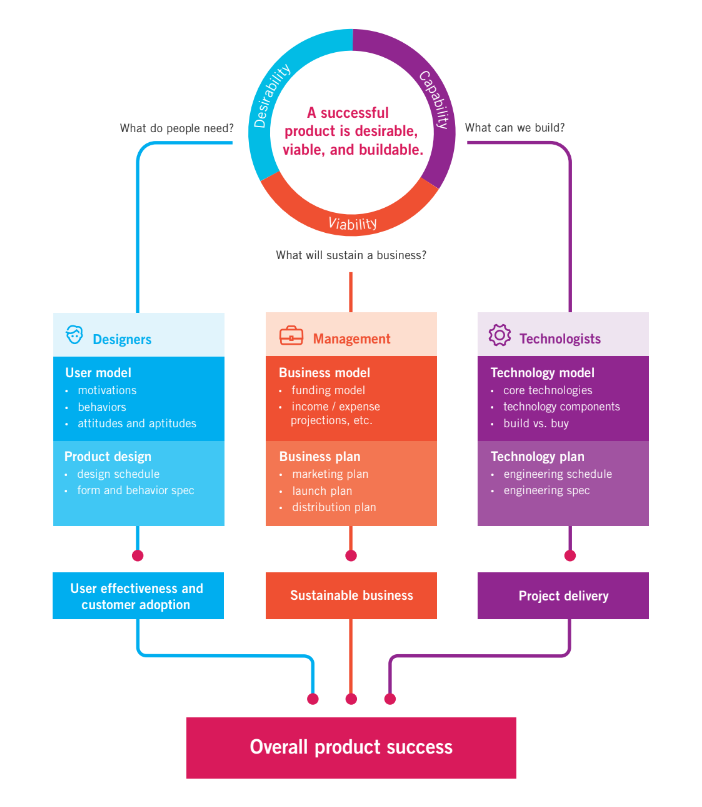 Desirability
Capability
A successful
product is desirable,
viable, and buildable.
Viability
What do people need?
What can we build?
What will sustain a business?
Designers
User model
• motivations
• behaviors
• attitudes and aptitudes
Product design
• design schedule
• form and behavior spec
User effectiveness and
customer adoption
Management
Business model
• funding model
• income / expense
projections, etc.
Business plan
• marketing plan
• launch plan
• distribution plan
Sustainable business
Technologists
Technology model
• core technologies
• technology components
• build vs. buy
Technology plan
• engineering schedule
• engineering spec
Project delivery
Overall product success